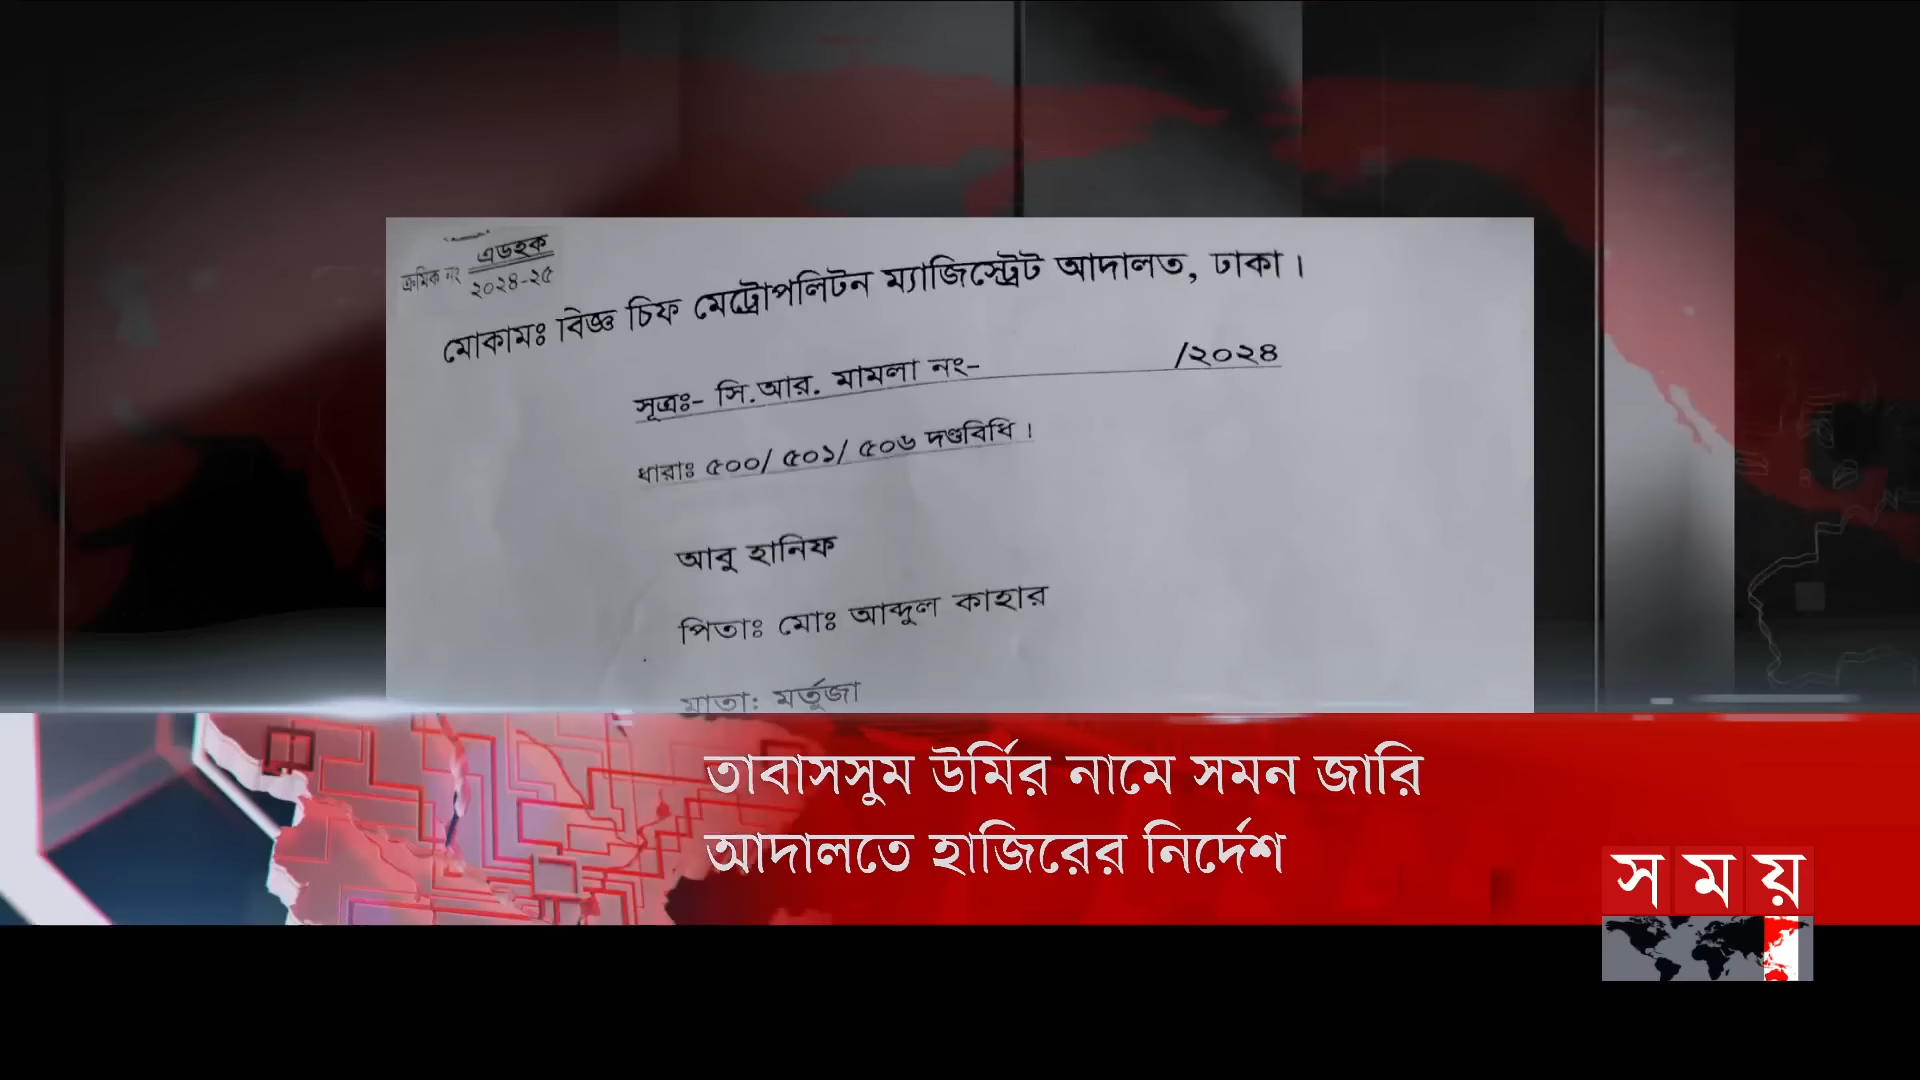 এডহক
ক্রমিক নং ২০২৪-২৫
মোকামঃ বিজ্ঞ চিফ মেট্রোপলিটন ম্যাজিস্ট্রেট আদালত, ঢাকা।
সূত্রঃ- সি.আর. মামলা নং- /২০২৪
ধারাঃ ৫০০/ ৫০১/ ৫০৬ দণ্ডবিধি।
আবু হানিফ
পিতাঃ মোঃ আব্দুল কাহার
মাতা: মর্তুজা
তাবাসসুম উর্মির নামে সমন জারি
আদালতে হাজিরের নির্দেশ
সময়